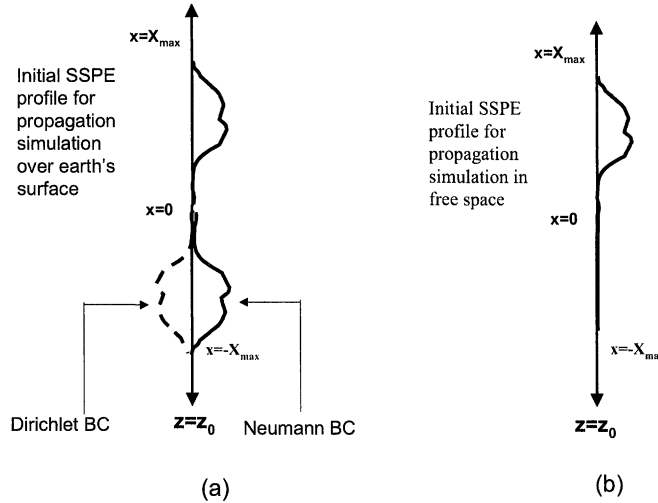 x=Xmax
Initial SSPE
profile for
propagation
simulation
over earth's
surface
x=0
x=-Xmax
Dirichlet BC
z=z0
Neumann BC
(a)
x=Xmax
Initial SSPE
profile for
propagation
simulation in
free space
x=0
x=-Xma
z=z0
(b)